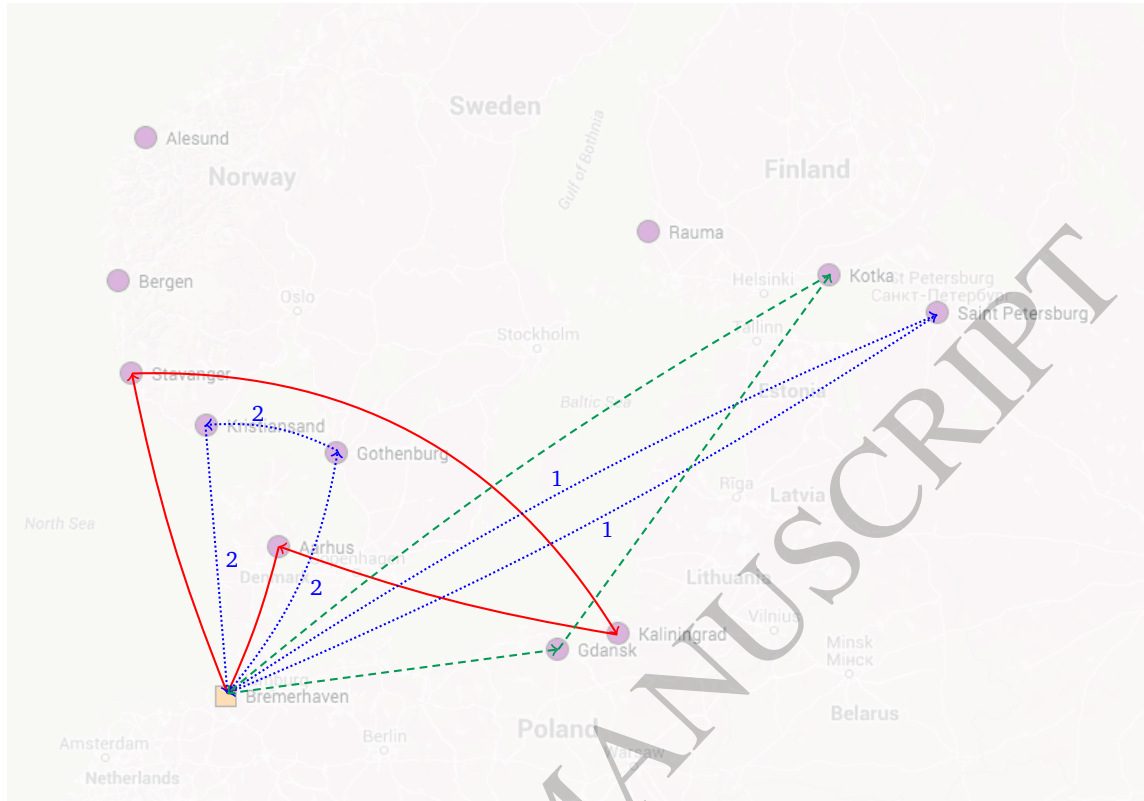 Sweden
Alesund
Norway
Gulf of Bothnia
Finland
Rauma
Bergen
Helsinki
Kotka
St Petersburg
Санкт-Петербург
Oslo
Saint Petersburg
Stockholm
Tallinn
Stavanger
Estonia
Baltic Sea
2
Kristiansand
Gothenburg
1
Rīga
Latvia
North Sea
1
Aarhus
Copenhagen
2
Denmark
2
Lithuania
Vilnius
Kaliningrad
Gdansk
Minsk
Мінск
Bremerhaven
Belarus
Poland
Amsterdam
Berlin
Warsaw
Netherlands
MANUSCRIPT